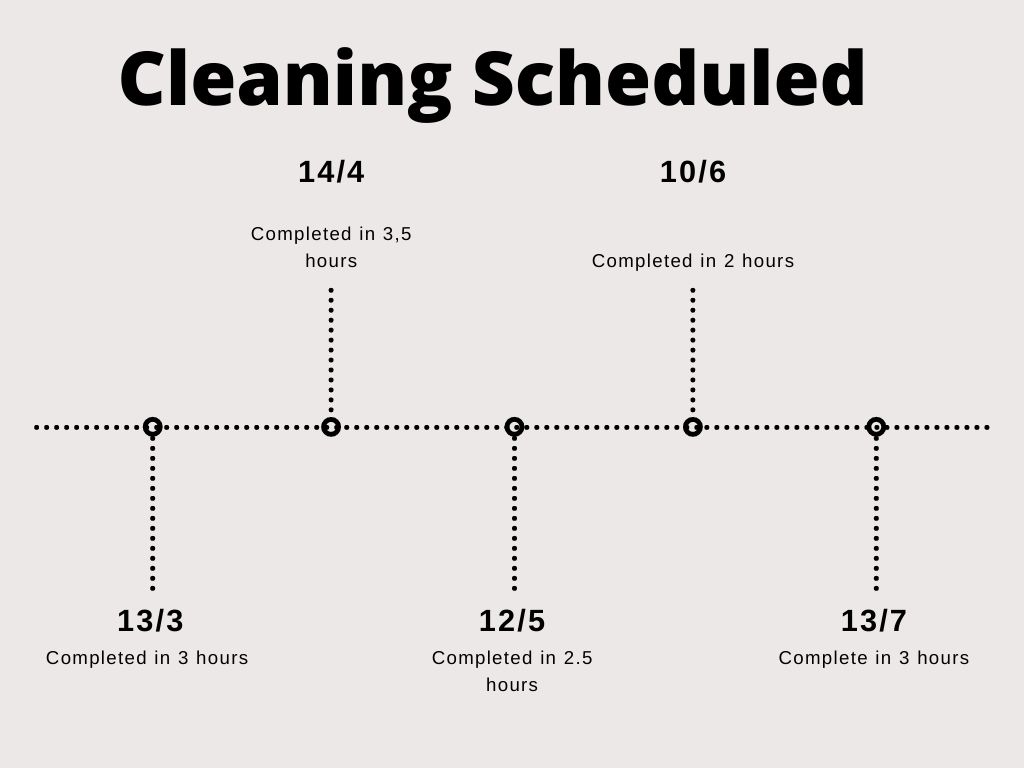 Cleaning Scheduled
14/4
Completed in 3,5
hours
10/6
Completed in 2 hours
13/3
Completed in 3 hours
12/5
Completed in 2.5
hours
13/7
Complete in 3 hours